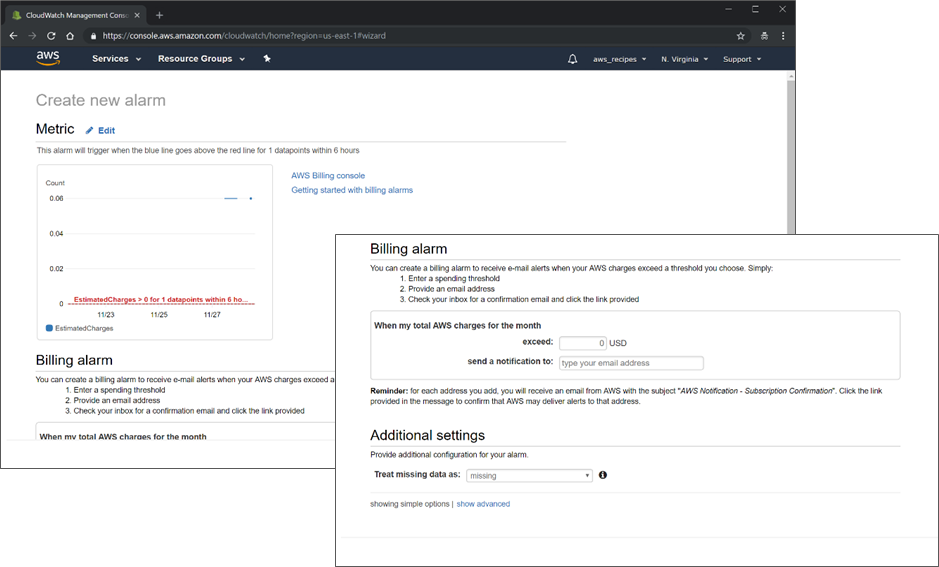 CloudWatch Management Conso
https://console.aws.amazon.com/cloudwatch/home?region=us-east-1#wizard
aws Services Resource Groups aws_recipes N. Virginia Support
Create new alarm
Metric Edit
This alarm will trigger when the blue line goes above the red line for 1 datapoints within 6 hours
Count
0.06
0.04
0.02
0
EstimatedCharges > 0 for 1 datapoints within 6 ho...
11/23 11/25 11/27
EstimatedCharges
AWS Billing console
Getting started with billing alarms
Billing alarm
You can create a billing alarm to receive e-mail alerts when your AWS charges exceed a
1. Enter a spending threshold
2. Provide an email address
3. Check your inbox for a confirmation email and click the link provided
When my total AWS charges for the month
Billing alarm
You can create a billing alarm to receive e-mail alerts when your AWS charges exceed a threshold you choose. Simply:
1. Enter a spending threshold
2. Provide an email address
3. Check your inbox for a confirmation email and click the link provided
When my total AWS charges for the month
exceed: 0 USD
send a notification to: type your email address
Reminder: for each address you add, you will receive an email from AWS with the subject "AWS Notification - Subscription Confirmation". Click the link
provided in the message to confirm that AWS may deliver alerts to that address.
Additional settings
Provide additional configuration for your alarm.
Treat missing data as: missing
showing simple options | show advanced